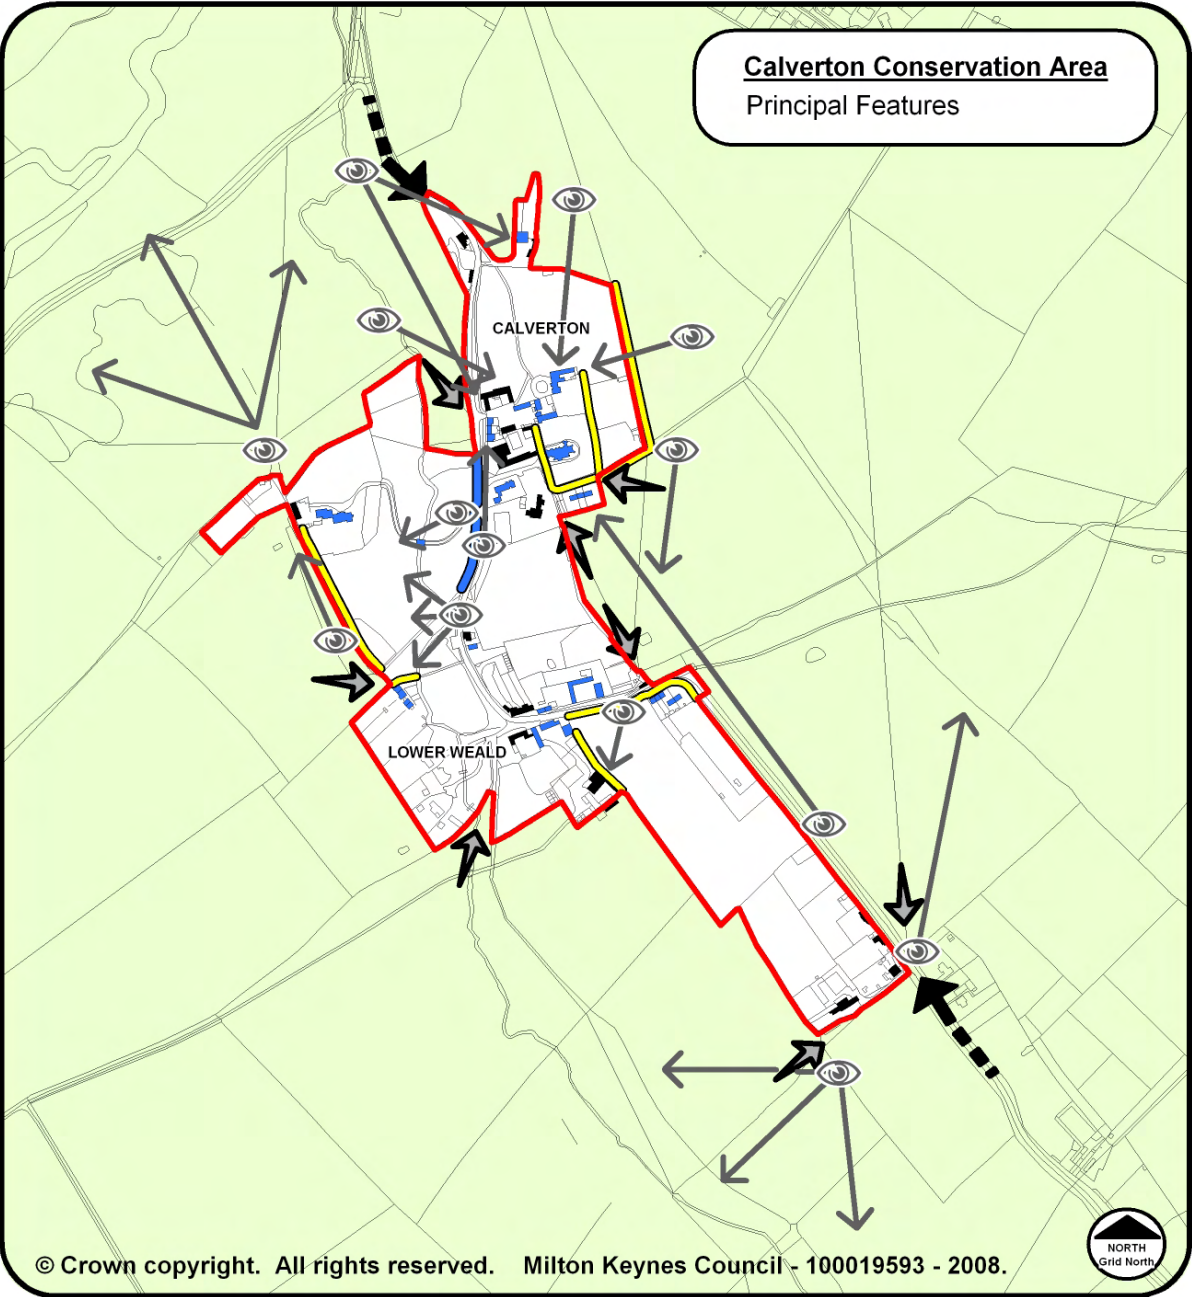 Calverton Conservation Area
Principal Features
CALVERTON
LOWER WEALD
NORTH
Grid North
© Crown copyright. All rights reserved. Milton Keynes Council - 100019593 - 2008.